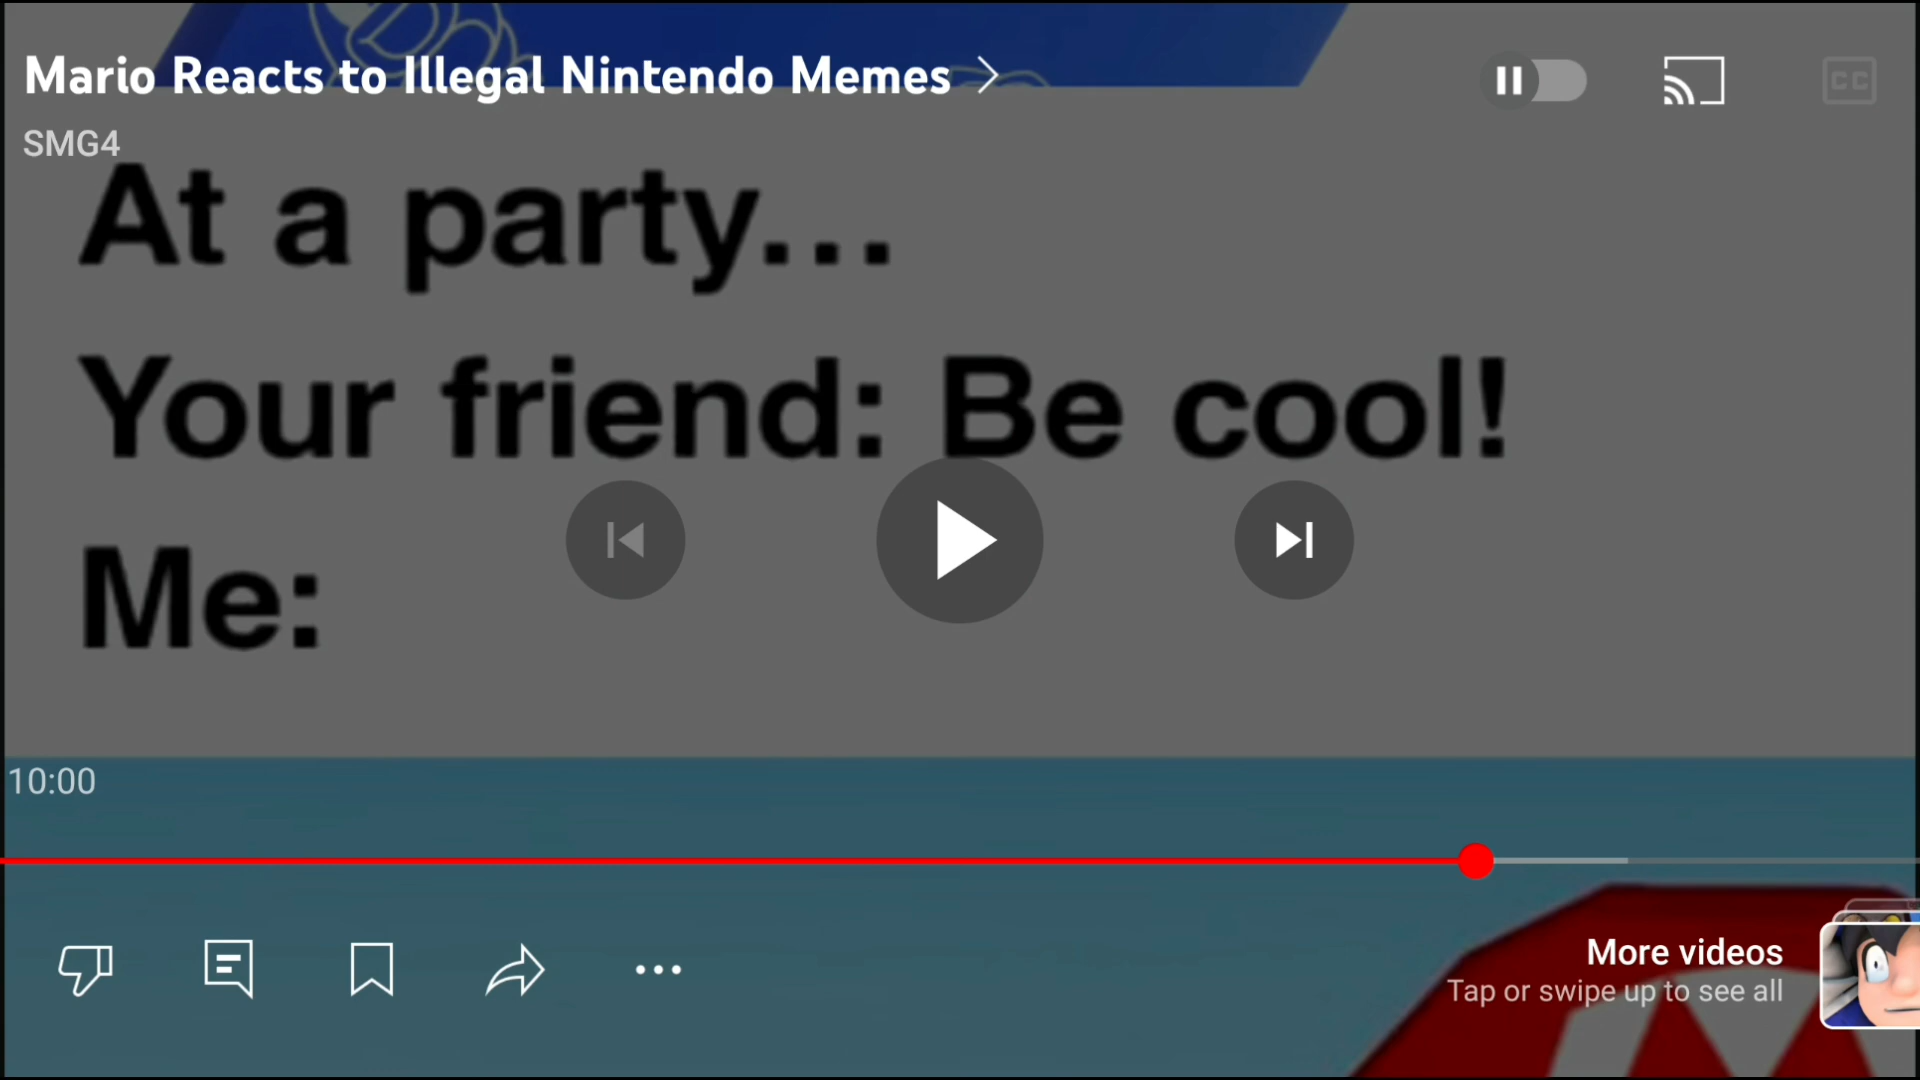 Mario Reacts to Illegal Nintendo Memes
CC
SMG4
At a party...
Your friend: Be cool!
Me:
10:00
More videos
Tap or swipe up to see all